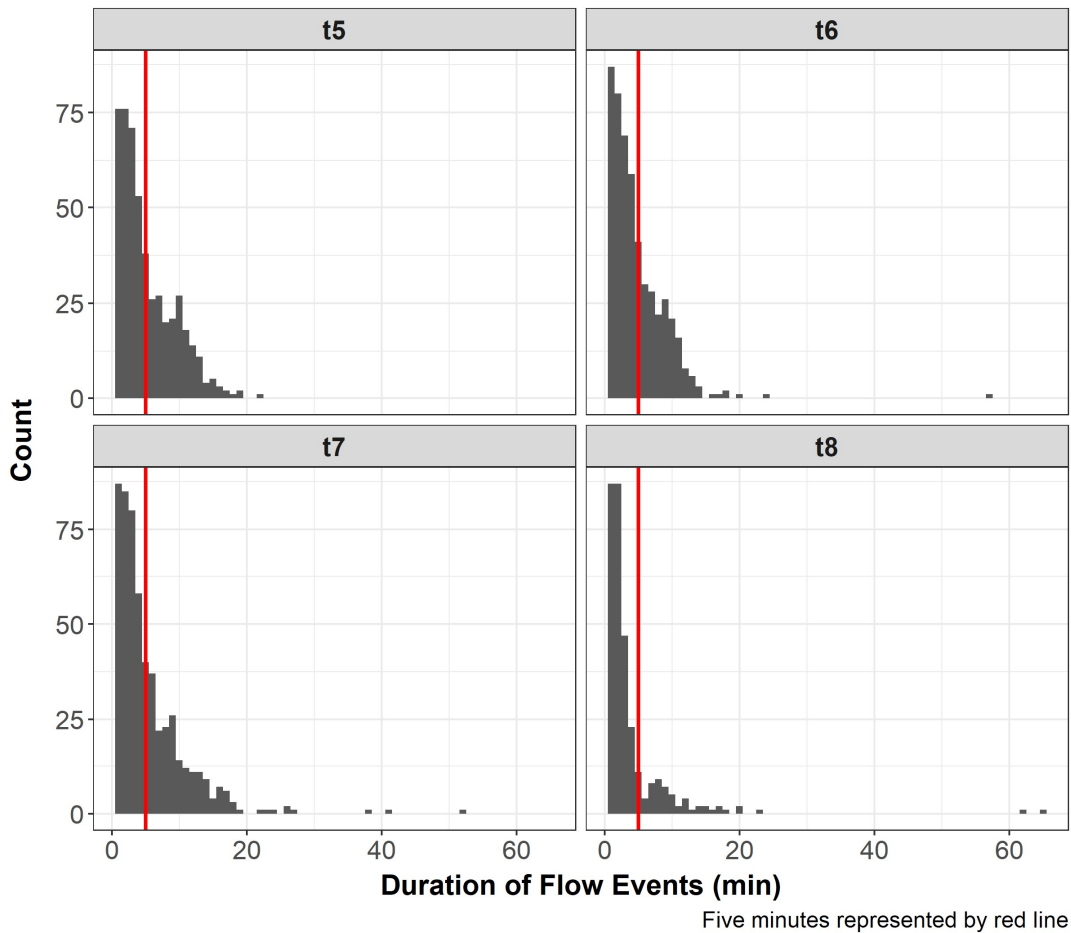 t5
t6
75
50
25
0
Count
t7
t8
75
50
25
0
0 20 40 60
0 20 40 60
Duration of Flow Events (min)
Five minutes represented by red line